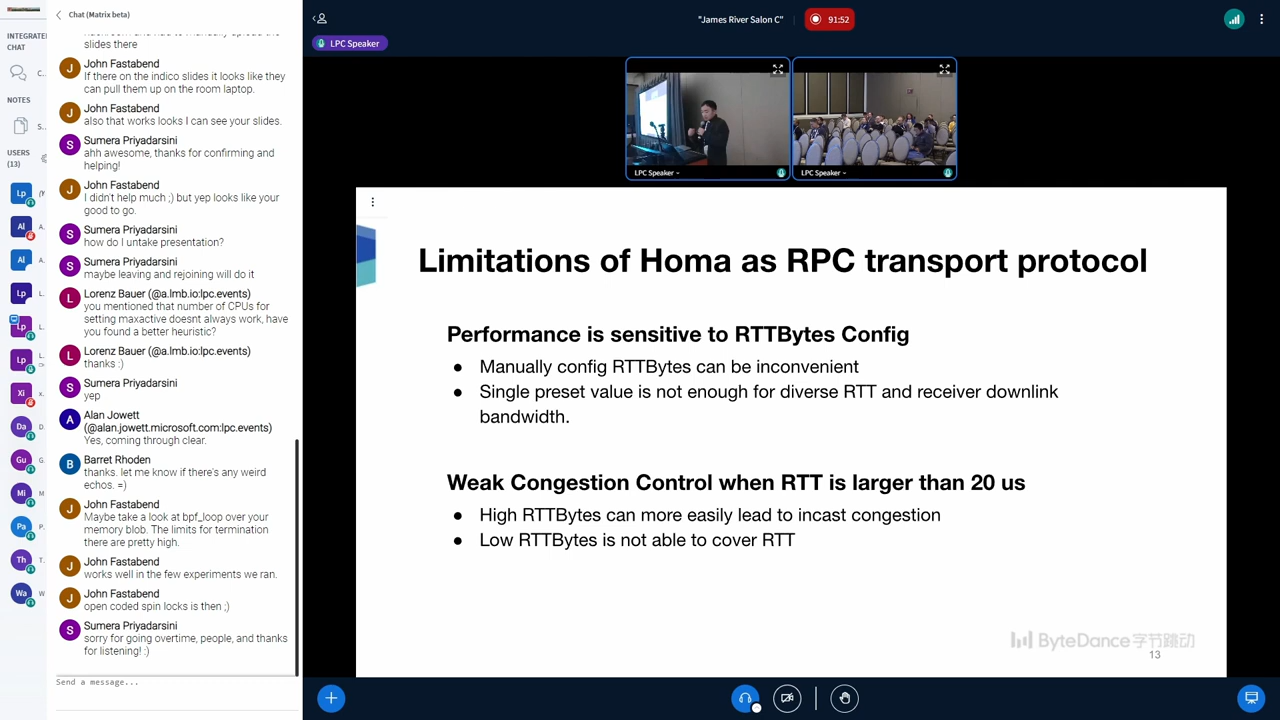 Chat (Matrix beta)
INTEGRATE
CHAT
C...
NOTES
S...
USERS
(13)
slides there
John Fastabend
If there on the indico slides it looks like they
can pull them up on the room laptop.
John Fastabend
also that works looks I can see your slides.
Sumera Priyadarsini
ahh awesome, thanks for confirming and
helping!
John Fastabend
I didn't help much ;) but yep looks like your
good to go.
Sumera Priyadarsini
how do I untake presentation?
Sumera Priyadarsini
maybe leaving and rejoining will do it
Lorenz Bauer (@a.lmb.io:lpc.events)
you mentioned that number of CPUs for
setting maxactive doesnt always work, have
you found a better heuristic?
Lorenz Bauer (@a.lmb.io:lpc.events)
thanks :)
Sumera Priyadarsini
yep
Alan Jowett
(@alan.jowett.microsoft.com:lpc.events)
Yes, coming through clear.
Barret Rhoden
thanks. let me know if there's any weird
echos. =)
John Fastabend
Maybe take a look at bpf_loop over your
memory blob. The limits for termination
there are pretty high.
John Fastabend
works well in the few experiments we ran.
John Fastabend
open coded spin locks is then ;)
Sumera Priyadarsini
sorry for going overtime, people, and thanks
for listening! :)
Send a message...
"James River Salon C"
91:52
LPC Speaker
LPC Speaker
LPC Speaker
Limitations of Homa as RPC transport protocol
Performance is sensitive to RTTBytes Config
● Manually config RTTBytes can be inconvenient
● Single preset value is not enough for diverse RTT and receiver downlink
bandwidth.
Weak Congestion Control when RTT is larger than 20 us
● High RTTBytes can more easily lead to incast congestion
● Low RTTBytes is not able to cover RTT
ByteDance字节跳动
13